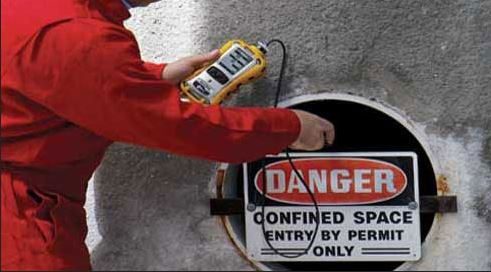 DANGER
CONFINED SPACE
ENTRY BY PERMIT
ONLY